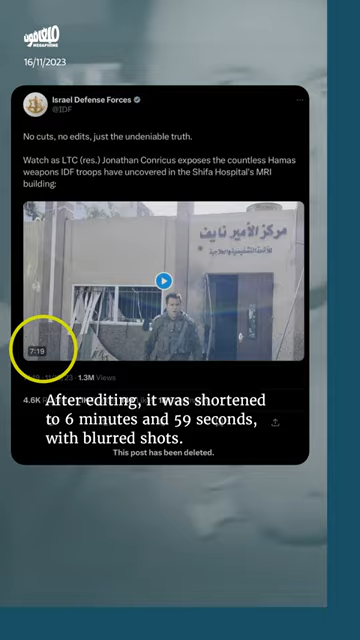 ميغافون
MEGAPHONE
16/11/2023
Israel Defense Forces
@IDF
No cuts, no edits, just the undeniable truth.
Watch as LTC (res.) Jonathan Conricus exposes the countless Hamas
weapons IDF troops have uncovered in the Shifa Hospital's MRI
building:
مركز الأمير نايف
7:19
1.3M Views
4.6K
After editing, it was shortened
to 6 minutes and 59 seconds,
with blurred shots.
This post has been deleted.